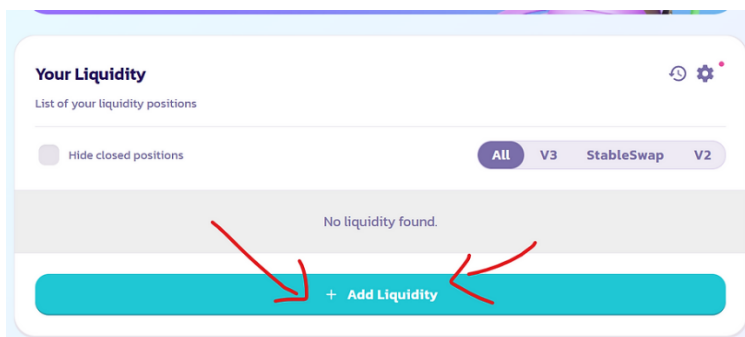 Your Liquidity
List of your liquidity positions
Hide closed positions
All V3 StableSwap V2
No liquidity found.
+ Add Liquidity